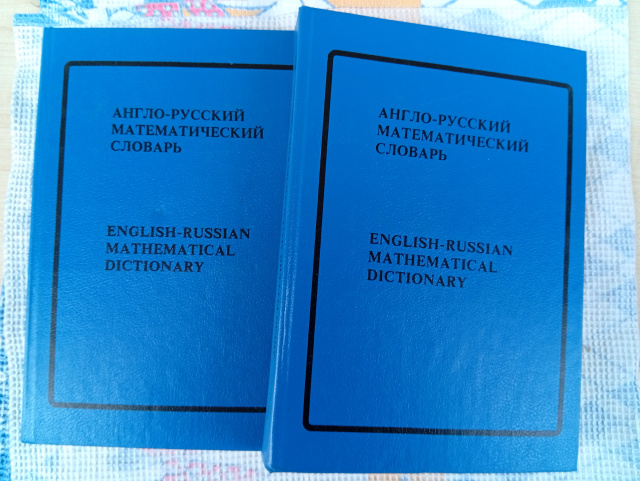 АНГЛО-РУССКИЙ
МАТЕМАТИЧЕСКИЙ
СЛОВАРЬ
ENGLISH-RUSSIAN
MATHEMATICAL
DICTIONARY
АНГЛО-РУССКИЙ
МАТЕМАТИЧЕСКИЙ
СЛОВАРЬ
ENGLISH-RUSSIAN
MATHEMATICAL
DICTIONARY